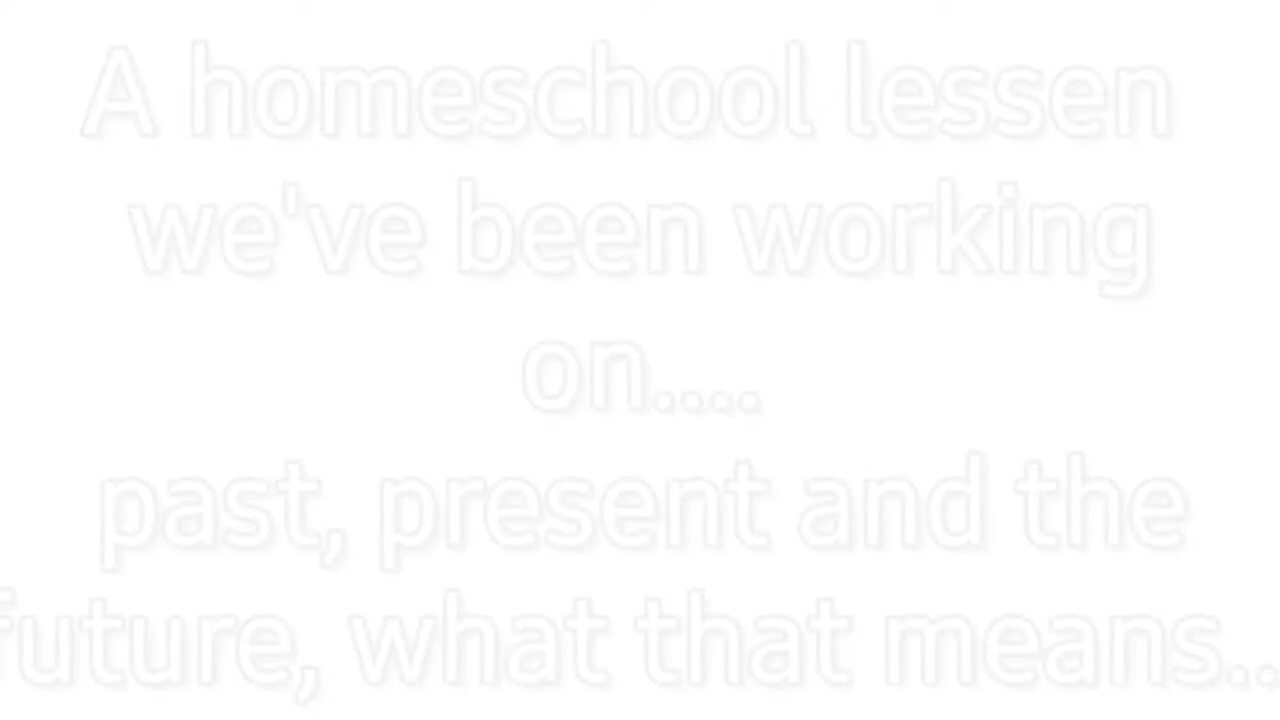 A homeschool lessen
we've been working
on....
past, present and the
future, what that means..